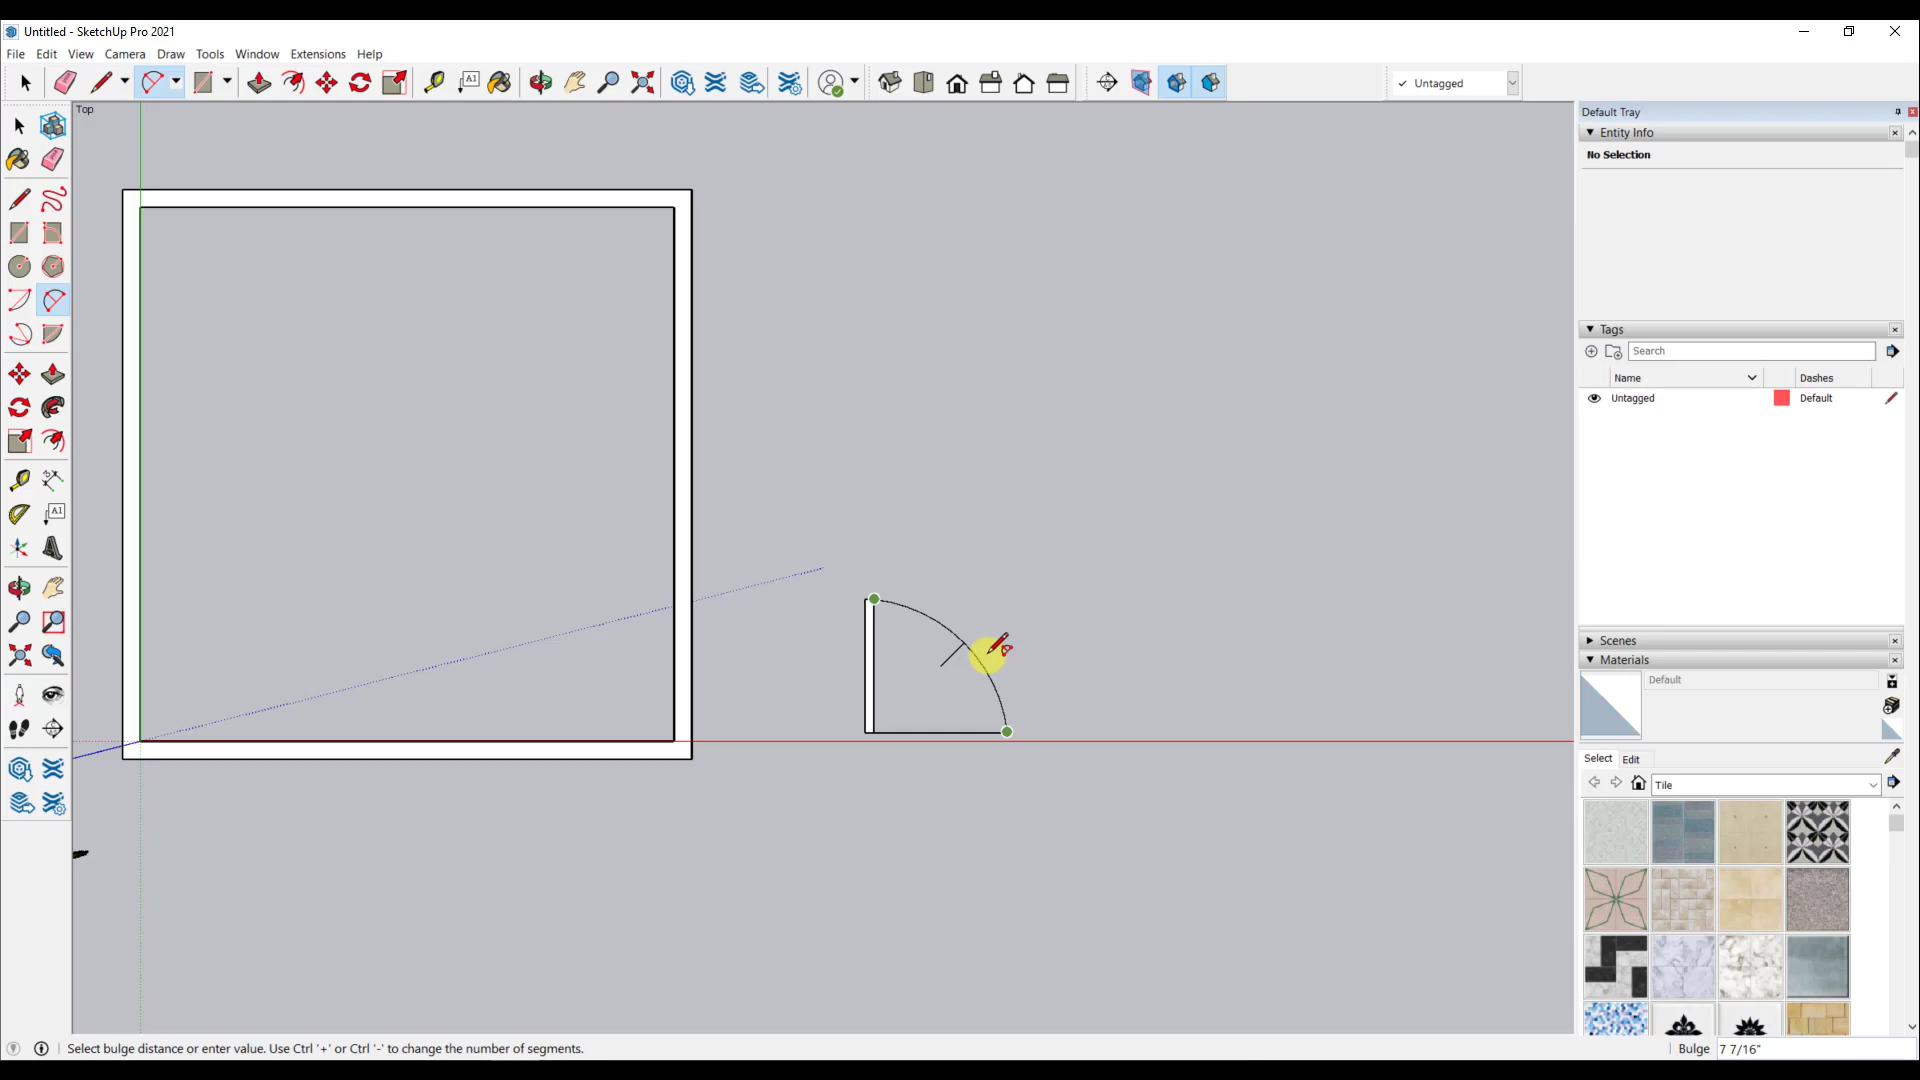 Untitled - SketchUp Pro 2021
File Edit View Camera Draw Tools Window Extensions Help
A1
Untagged
Top
Default Tray
Entity Info
No Selection
Tags
Search
Name Dashes
Untagged Default
A1
Scenes
Materials
Default
Select Edit
Tile
Select bulge distance or enter value. Use Ctrl '+' or Ctrl '-' to change the number of segments.
Bulge 7 7/16"